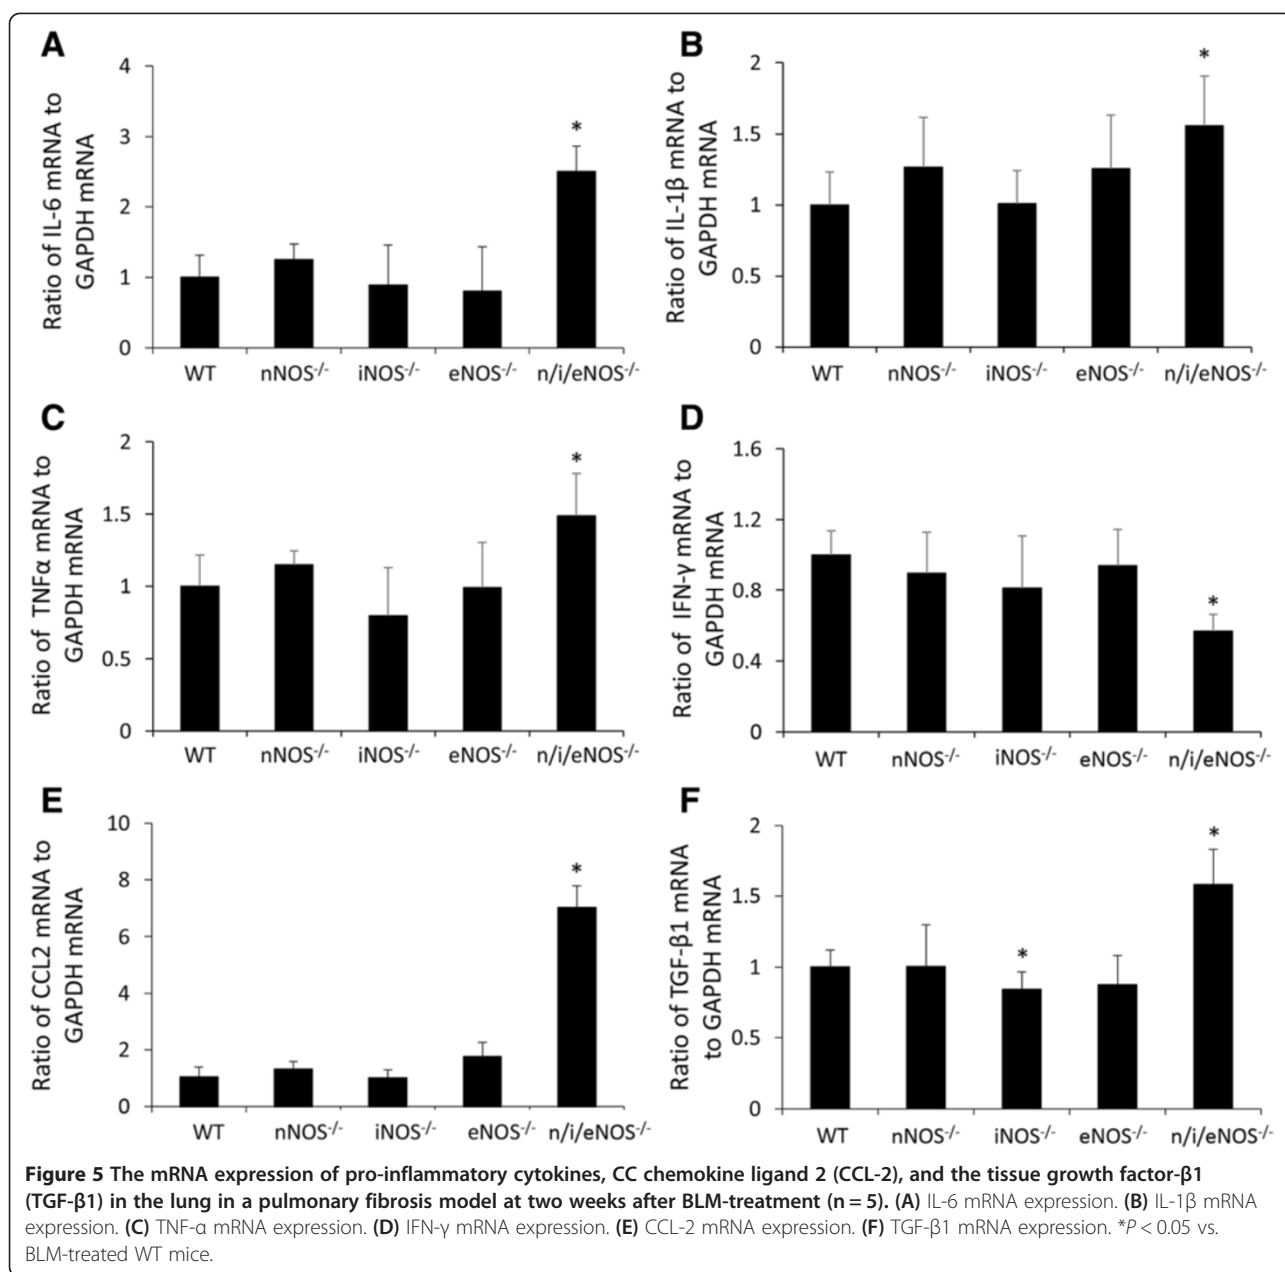 A
Ratio of IL-6 mRNA to
GAPDH mRNA
4
3
2
1
0
*
WT nNOS-/- iNOS-/- eNOS-/- n/i/eNOS-/-
B
Ratio of IL-1β mRNA to
GAPDH mRNA
2
1.5
1
0.5
0
*
WT nNOS-/- iNOS-/- eNOS-/- n/i/eNOS-/-
C
Ratio of TNFα mRNA to
GAPDH mRNA
2
1.5
1
0.5
0
*
WT nNOS-/- iNOS-/- eNOS-/- n/i/eNOS-/-
D
Ratio of IFN-γ mRNA to
GAPDH mRNA
1.6
1.2
0.8
0.4
0
*
WT nNOS-/- iNOS-/- eNOS-/- n/i/eNOS-/-
E
Ratio of CCL2 mRNA to
GAPDH mRNA
10
8
6
4
2
0
*
WT nNOS-/- iNOS-/- eNOS-/- n/i/eNOS-/-
F
Ratio of TGF-β1 mRNA
to GAPDH mRNA
2
1.5
1
0.5
0
*
*
WT nNOS-/- iNOS-/- eNOS-/- n/i/eNOS-/-
Figure 5 The mRNA expression of pro-inflammatory cytokines, CC chemokine ligand 2 (CCL-2), and the tissue growth factor-β1
(TGF-β1) in the lung in a pulmonary fibrosis model at two weeks after BLM-treatment (n = 5). (A) IL-6 mRNA expression. (B) IL-1β mRNA
expression. (C) TNF-α mRNA expression. (D) IFN-γ mRNA expression. (E) CCL-2 mRNA expression. (F) TGF-β1 mRNA expression. *P < 0.05 vs.
BLM-treated WT mice.